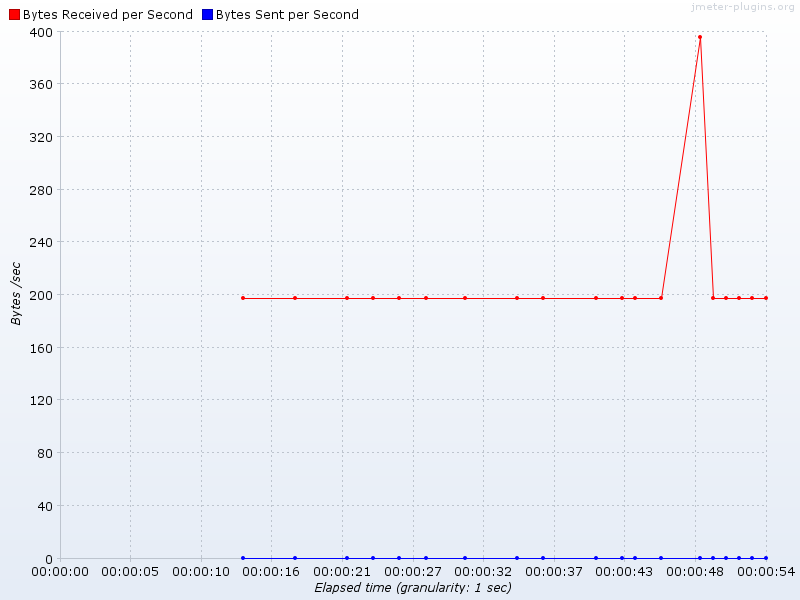 jmeter-plugins.org
Bytes Received per Second Bytes Sent per Second
400
360
320
280
240
200
160
120
80
40
0
Bytes /sec
00:00:00 00:00:05 00:00:10 00:00:16 00:00:21 00:00:27 00:00:32 00:00:37 00:00:43 00:00:48 00:00:54
Elapsed time (granularity: 1 sec)